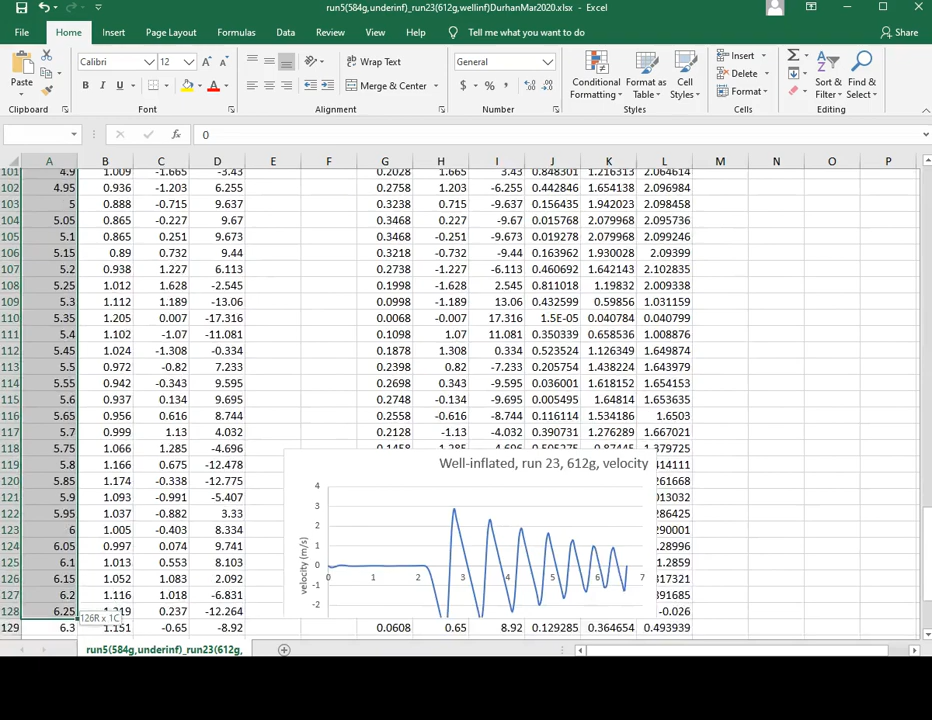 run5(584g,underinf)_run23(612g,wellinf)DurhanMar2020.xlsx - Excel
File Home Insert Page Layout Formulas Data Review View Help Tell me what you want to do Share
Paste Calibri 12 Wrap Text General Conditional Formatting Format as Table Cell Styles Insert Delete Format Sort & Filter Find & Select
B I U A Merge & Center $ % ,
Clipboard Font Alignment Number Styles Cells Editing
fx 0
A B C D E F G H I J K L M N O P
101 4.9 1.009 -1.665 -3.43 0.2028 1.665 3.43 0.848301 1.216313 2.064614
102 4.95 0.936 -1.203 6.255 0.2758 1.203 -6.255 0.442846 1.654138 2.096984
103 5 0.888 -0.715 9.637 0.3238 0.715 -9.637 0.156435 1.942023 2.098458
104 5.05 0.865 -0.227 9.67 0.3468 0.227 -9.67 0.015768 2.079968 2.095736
105 5.1 0.865 0.251 9.673 0.3468 -0.251 -9.673 0.019278 2.079968 2.099246
106 5.15 0.89 0.732 9.44 0.3218 -0.732 -9.44 0.163962 1.930028 2.09399
107 5.2 0.938 1.227 6.113 0.2738 -1.227 -6.113 0.460692 1.642143 2.102835
108 5.25 1.012 1.628 -2.545 0.1998 -1.628 2.545 0.811018 1.19832 2.009338
109 5.3 1.112 1.189 -13.06 0.0998 -1.189 13.06 0.432599 0.59856 1.031159
110 5.35 1.205 0.007 -17.316 0.0068 -0.007 17.316 1.5E-05 0.040784 0.040799
111 5.4 1.102 -1.07 -11.081 0.1098 1.07 11.081 0.350339 0.658536 1.008876
112 5.45 1.024 -1.308 -0.334 0.1878 1.308 0.334 0.523524 1.126349 1.649874
113 5.5 0.972 -0.82 7.233 0.2398 0.82 -7.233 0.205754 1.438224 1.643979
114 5.55 0.942 -0.343 9.595 0.2698 0.343 -9.595 0.036001 1.618152 1.654153
115 5.6 0.937 0.134 9.695 0.2748 -0.134 -9.695 0.005495 1.64814 1.653635
116 5.65 0.956 0.616 8.744 0.2558 -0.616 -8.744 0.116114 1.534186 1.6503
117 5.7 0.999 1.13 4.032 0.2128 -1.13 -4.032 0.390731 1.276289 1.667021
118 5.75 1.066 1.285 -4.696
119 5.8 1.166 0.675 -12.478
120 5.85 1.174 -0.338 -12.775
121 5.9 1.093 -0.991 -5.407
122 5.95 1.037 -0.882 3.33
123 6 1.005 -0.403 8.334
124 6.05 0.997 0.074 9.741
125 6.1 1.013 0.553 8.103
126 6.15 1.052 1.083 2.092
127 6.2 1.116 1.018 -6.831
128 6.25 0.237 -12.264 -0.026
126R x 1C
129 6.3 1.151 -0.65 -8.92 0.0608 0.65 8.92 0.129285 0.364654 0.493939
Well-inflated, run 23, 612g, velocity
velocity (m/s)
4
3
2
1
0
-1
-2
0 1 2 3 4 5 6 7
run5(584g,underinf)_run23(612g,